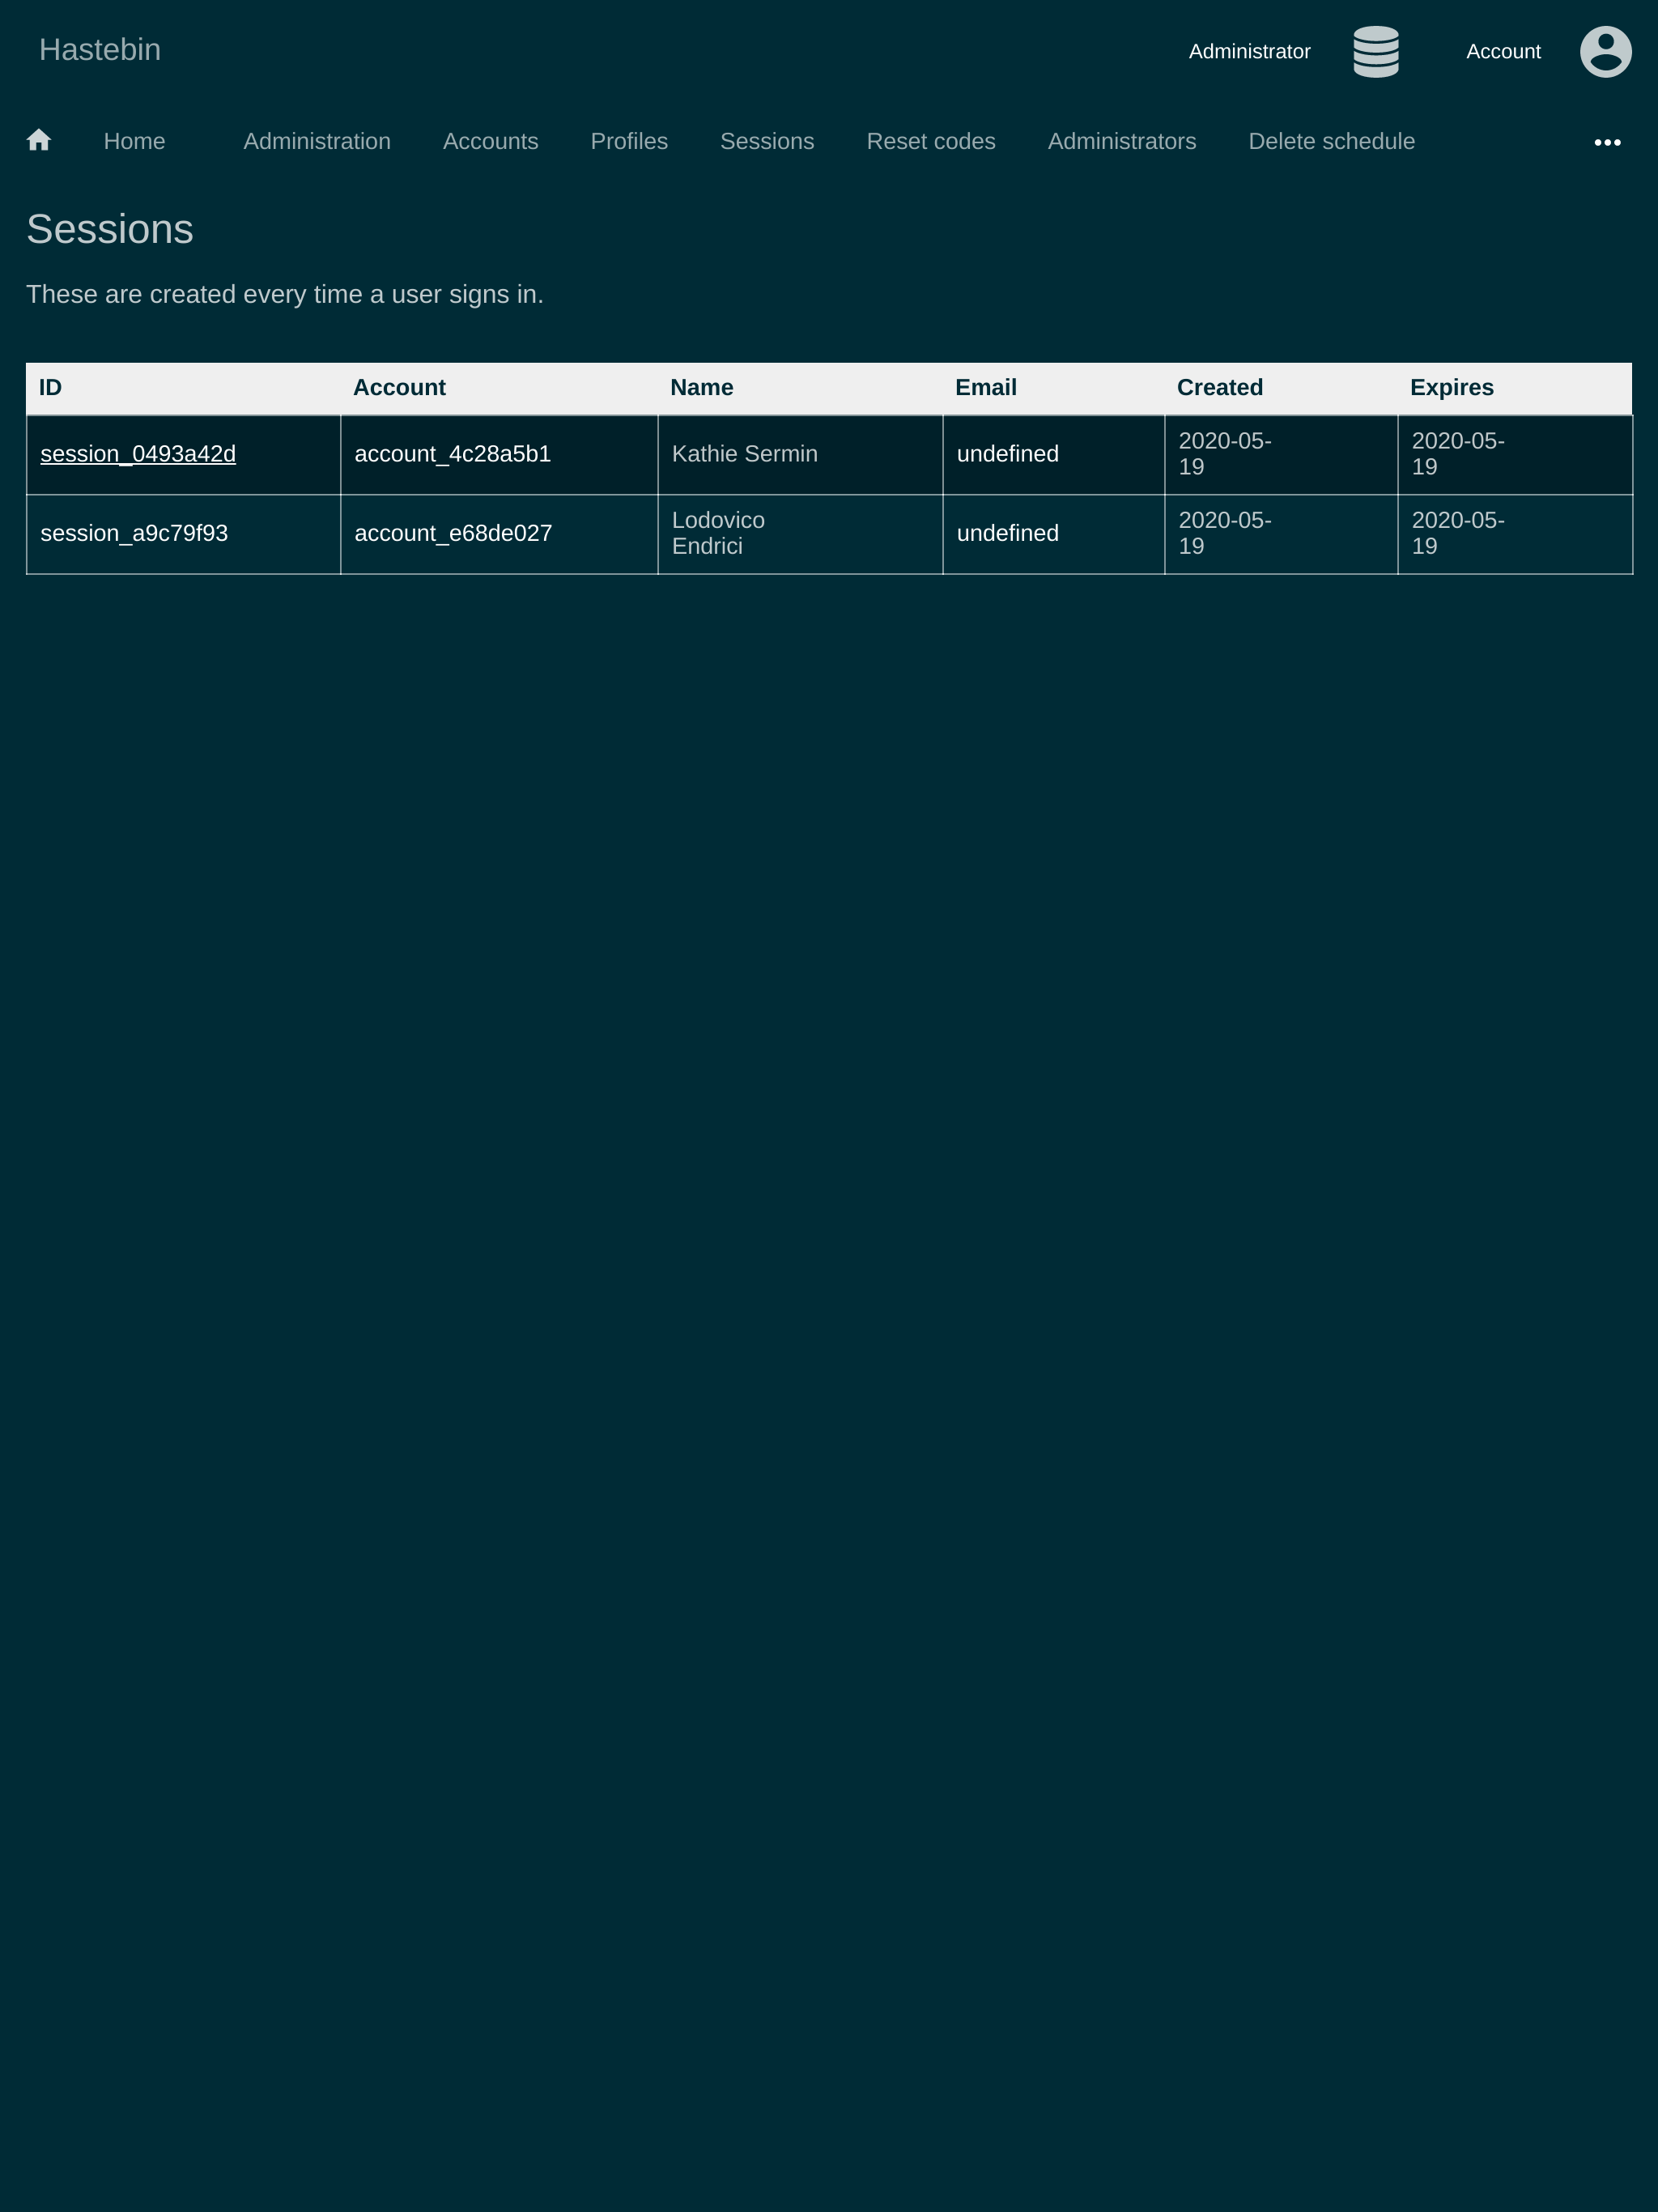 Hastebin
Administrator
Account
Home
Administration
Accounts
Profiles
Sessions
Reset codes
Administrators
Delete schedule
Sessions
These are created every time a user signs in.
ID
Account
Name
Email
Created
Expires
session_0493a42d
account_4c28a5b1
Kathie Sermin
undefined
2020-05-
19
2020-05-
19
session_a9c79f93
account_e68de027
Lodovico
Endrici
undefined
2020-05-
19
2020-05-
19